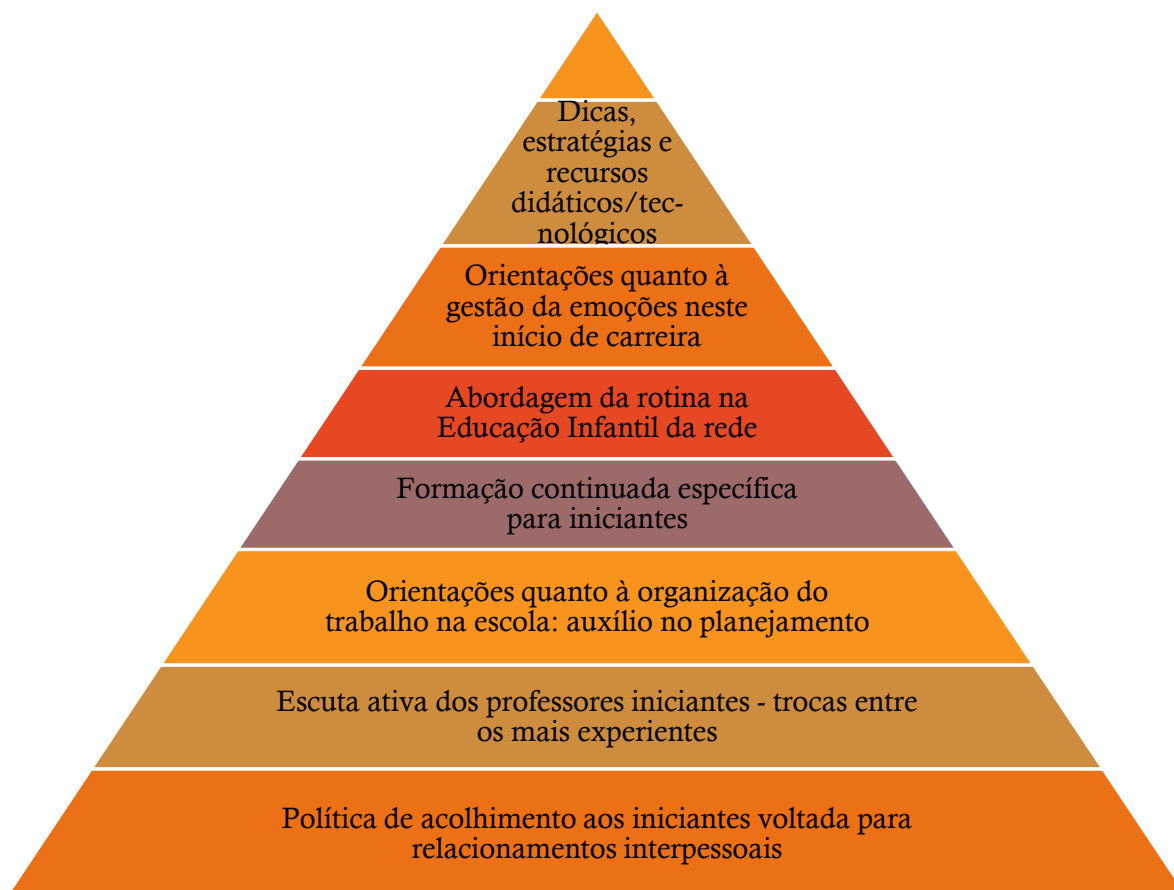 Dicas,
estratégias e
recursos
didáticos/tec-
nológicos
Orientações quanto à
gestão da emoções neste
início de carreira
Abordagem da rotina na
Educação Infantil da rede
Formação continuada específica
para iniciantes
Orientações quanto à organização do
trabalho na escola: auxílio no planejamento
Escuta ativa dos professores iniciantes - trocas entre
os mais experientes
Política de acolhimento aos iniciantes voltada para
relacionamentos interpessoais